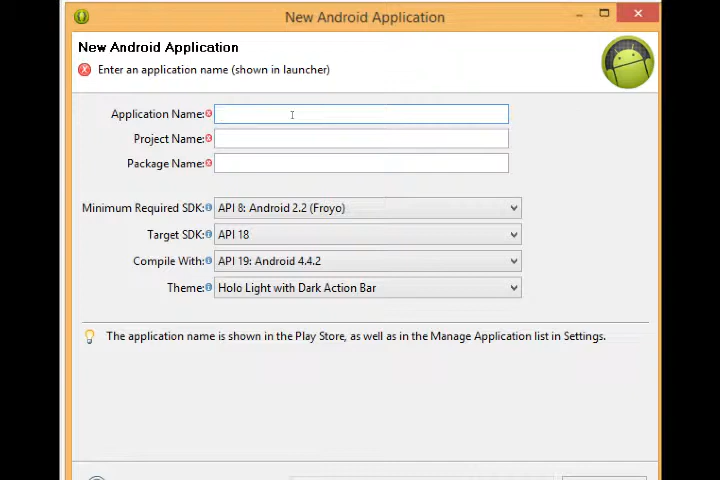 New Android Application
New Android Application
Enter an application name (shown in launcher)
Application Name:
Project Name:
Package Name:
Minimum Required SDK: API 8: Android 2.2 (Froyo)
Target SDK: API 18
Compile With: API 19: Android 4.4.2
Theme: Holo Light with Dark Action Bar
The application name is shown in the Play Store, as well as in the Manage Application list in Settings.